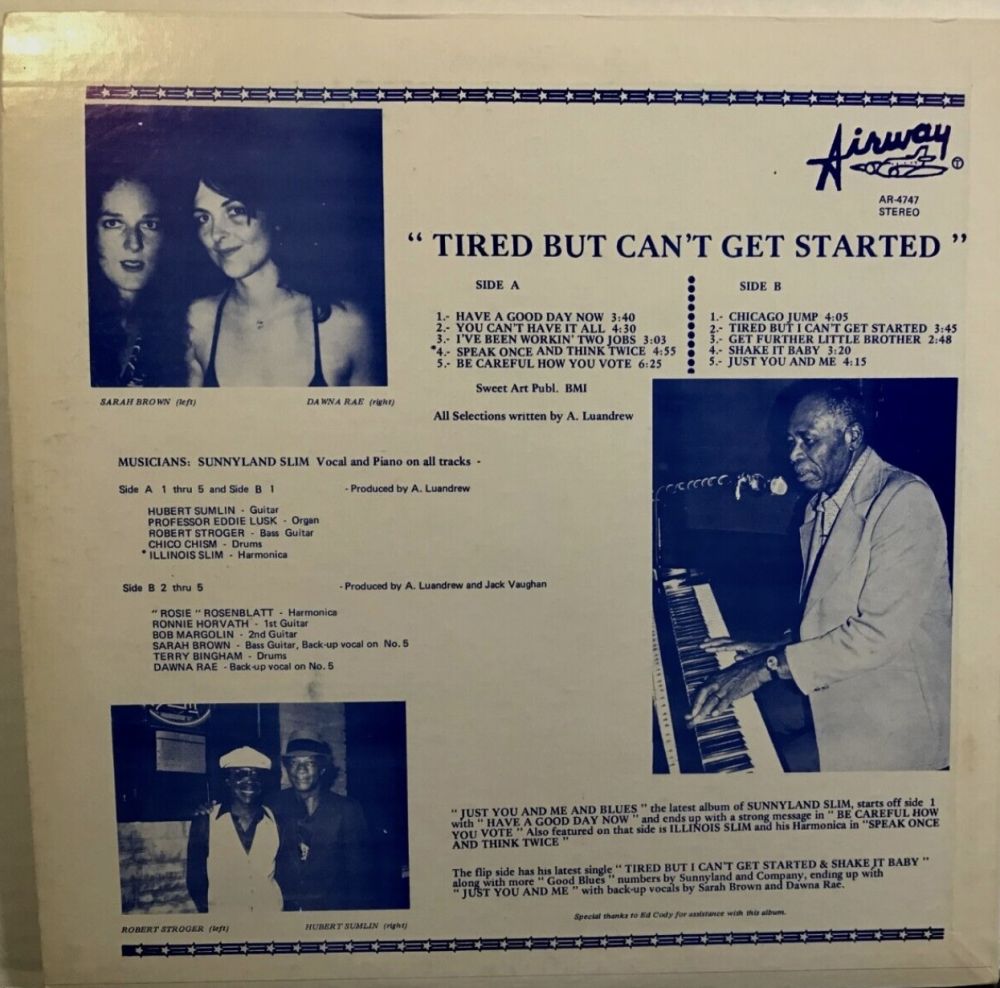 Airway
AR-4747
STEREO
" TIRED BUT CAN'T GET STARTED "
SIDE A
1.- HAVE A GOOD DAY NOW 3:40
2.- YOU CAN'T HAVE IT ALL 4:30
3.- I'VE BEEN WORKIN' TWO JOBS 3:03
*4.- SPEAK ONCE AND THINK TWICE 4:55
5.- BE CAREFUL HOW YOU VOTE 6:25
SIDE B
1.- CHICAGO JUMP 4:05
2.- TIRED BUT I CAN'T GET STARTED 3:45
3.- GET FURTHER LITTLE BROTHER 2:48
4.- SHAKE IT BABY 3:20
5.- JUST YOU AND ME 4:15
Sweet Art Publ. BMI
All Selections written by A. Luandrew
SARAH BROWN (left) DAWNA RAE (right)
MUSICIANS: SUNNYLAND SLIM Vocal and Piano on all tracks -
Side A 1 thru 5 and Side B 1 - Produced by A. Luandrew
HUBERT SUMLIN - Guitar
PROFESSOR EDDIE LUSK - Organ
ROBERT STROGER - Bass Guitar
CHICO CHISM - Drums
* ILLINOIS SLIM - Harmonica
Side B 2 thru 5 - Produced by A. Luandrew and Jack Vaughan
" ROSIE " ROSENBLATT - Harmonica
RONNIE HORVATH - 1st Guitar
BOB MARGOLIN - 2nd Guitar
SARAH BROWN - Bass Guitar, Back-up vocal on No. 5
TERRY BINGHAM - Drums
DAWNA RAE - Back-up vocal on No. 5
ROBERT STROGER (left) HUBERT SUMLIN (right)
" JUST YOU AND ME AND BLUES " the latest album of SUNNYLAND SLIM, starts off side 1
with " HAVE A GOOD DAY NOW " and ends up with a strong message in " BE CAREFUL HOW
YOU VOTE " Also featured on that side is ILLINOIS SLIM and his Harmonica in "SPEAK ONCE
AND THINK TWICE "
The flip side has his latest single " TIRED BUT I CAN'T GET STARTED & SHAKE IT BABY "
along with more " Good Blues " numbers by Sunnyland and Company, ending up with
" JUST YOU AND ME " with back-up vocals by Sarah Brown and Dawna Rae.
Special thanks to Ed Cody for assistance with this album.